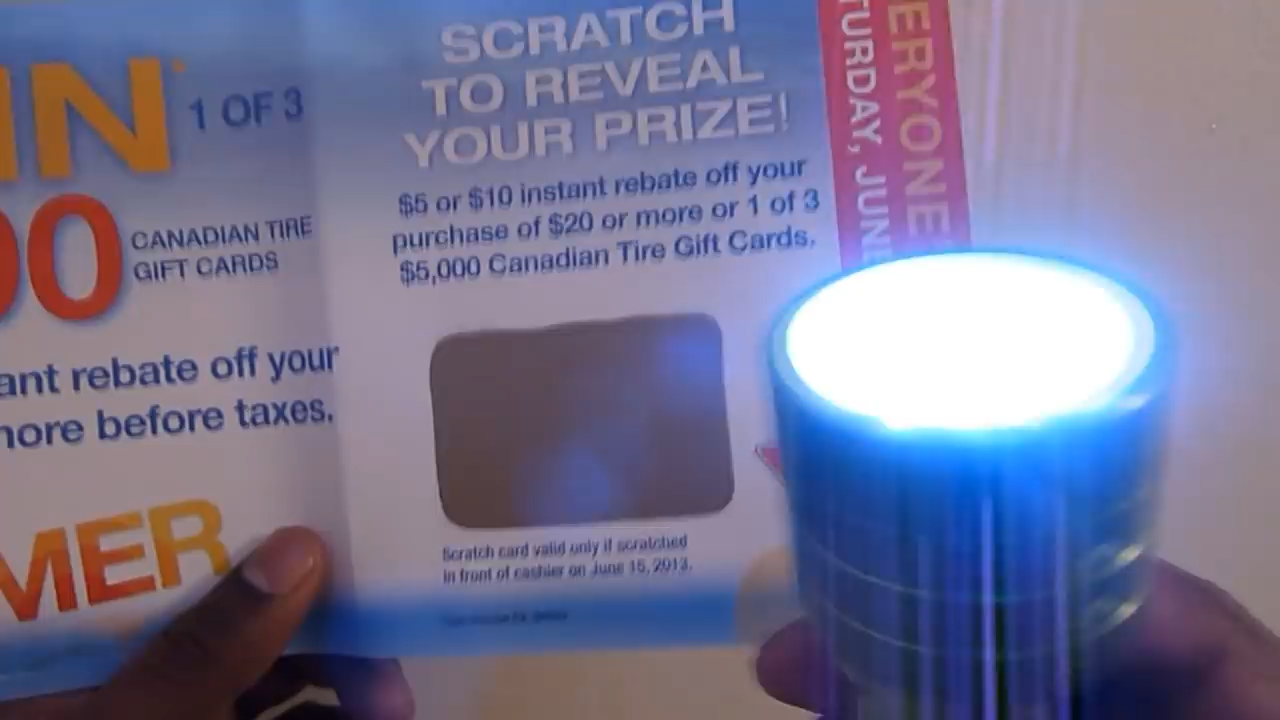 IN*
1 OF 3
00
CANADIAN TIRE
GIFT CARDS
ant rebate off your
more before taxes.
MER
SCRATCH
TO REVEAL
YOUR PRIZE!
$5 or $10 instant rebate off your
purchase of $20 or more or 1 of 3
$5,000 Canadian Tire Gift Cards.
Scratch card valid only if scratched
in front of cashier on June 15, 2013.
ERYONE
TURDAY, JUNE